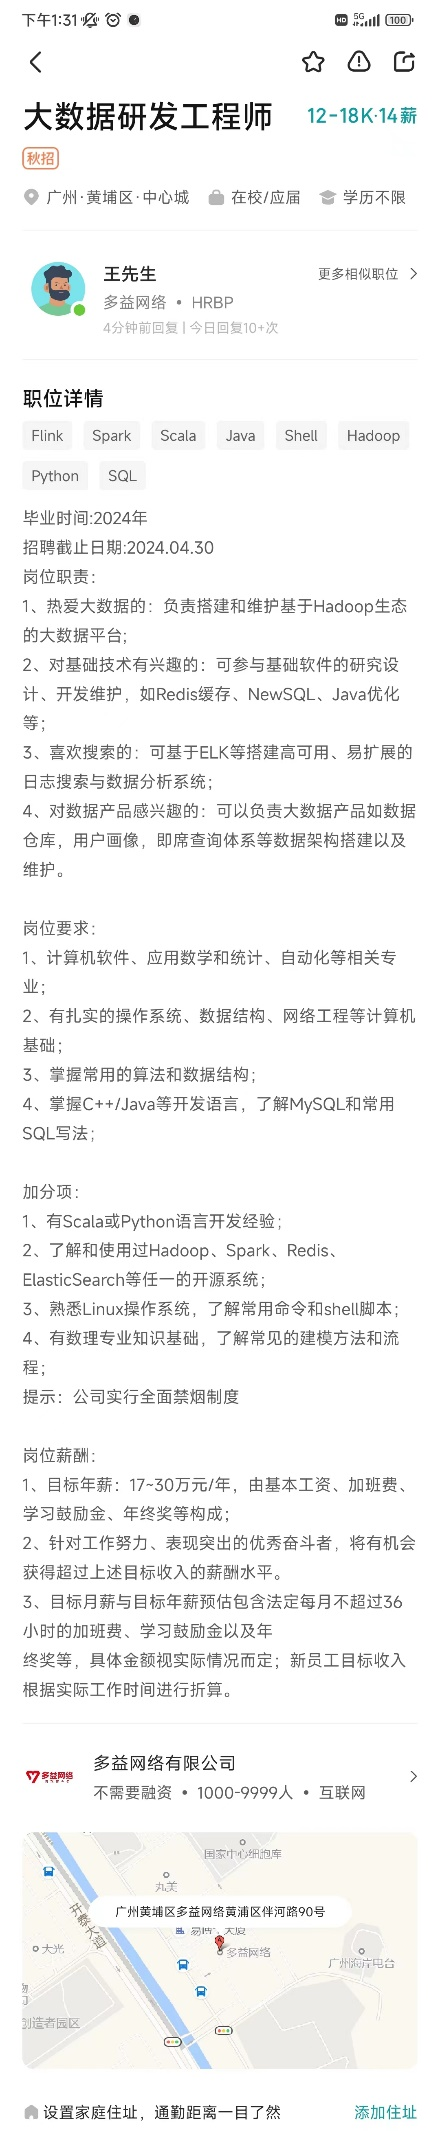 下午1:31
HD 5G 100
大数据研发工程师
12-18K·14薪
秋招
广州·黄埔区·中心城
在校/应届
学历不限
王先生
更多相似职位
多益网络 • HRBP
4分钟前回复 | 今日回复10+次
职位详情
Flink Spark Scala Java Shell Hadoop
Python SQL
毕业时间:2024年
招聘截止日期:2024.04.30
岗位职责：
1、热爱大数据的：负责搭建和维护基于Hadoop生态
的大数据平台；
2、对基础技术有兴趣的：可参与基础软件的研究设
计、开发维护，如Redis缓存、NewSQL、Java优化
等；
3、喜欢搜索的：可基于ELK等搭建高可用、易扩展的
日志搜索与数据分析系统；
4、对数据产品感兴趣的：可以负责大数据产品如数据
仓库，用户画像，即席查询体系等数据架构搭建以及
维护。
岗位要求：
1、计算机软件、应用数学和统计、自动化等相关专
业；
2、有扎实的操作系统、数据结构、网络工程等计算机
基础；
3、掌握常用的算法和数据结构；
4、掌握C++/Java等开发语言，了解MySQL和常用
SQL写法；
加分项：
1、有Scala或Python语言开发经验；
2、了解和使用过Hadoop、Spark、Redis、
ElasticSearch等任一的开源系统；
3、熟悉Linux操作系统，了解常用命令和shell脚本；
4、有数理专业知识基础，了解常见的建模方法和流
程；
提示：公司实行全面禁烟制度
岗位薪酬：
1、目标年薪：17~30万元/年，由基本工资、加班费、
学习鼓励金、年终奖等构成；
2、针对工作努力、表现突出的优秀奋斗者，将有机会
获得超过上述目标收入的薪酬水平。
3、目标月薪与目标年薪预估包含法定每月不超过36
小时的加班费、学习鼓励金以及年
终奖等，具体金额视实际情况而定；新员工目标收入
根据实际工作时间进行折算。
多益网络
多益网络有限公司
不需要融资 • 1000-9999人 • 互联网
国家中心细胞库
丸美
广州黄埔区多益网络黄浦区伴河路90号
开泰大道
大光
多益网络
创造者园区
设置家庭住址，通勤距离一目了然
添加住址